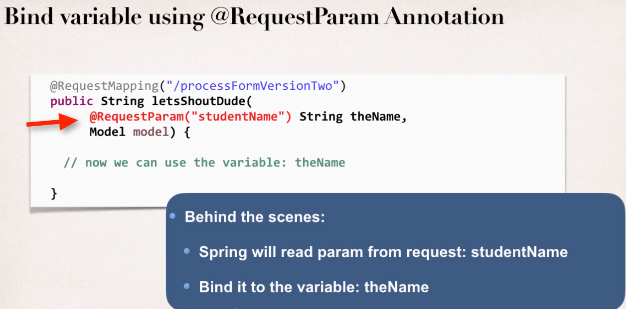 Bind variable using @RequestParam Annotation
@RequestMapping("/processFormVersionTwo")
public String letsShoutDude(
@RequestParam("studentName") String theName,
Model model) {
// now we can use the variable: theName
}
• Behind the scenes:
• Spring will read param from request: studentName
• Bind it to the variable: theName